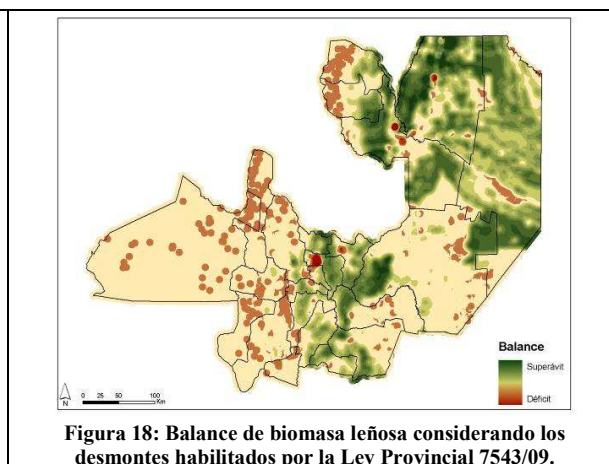 Balance
Superávit
Déficit
N
0 25 50 100
Km
Figura 18: Balance de biomasa leñosa considerando los
desmontes habilitados por la Ley Provincial 7543/09.